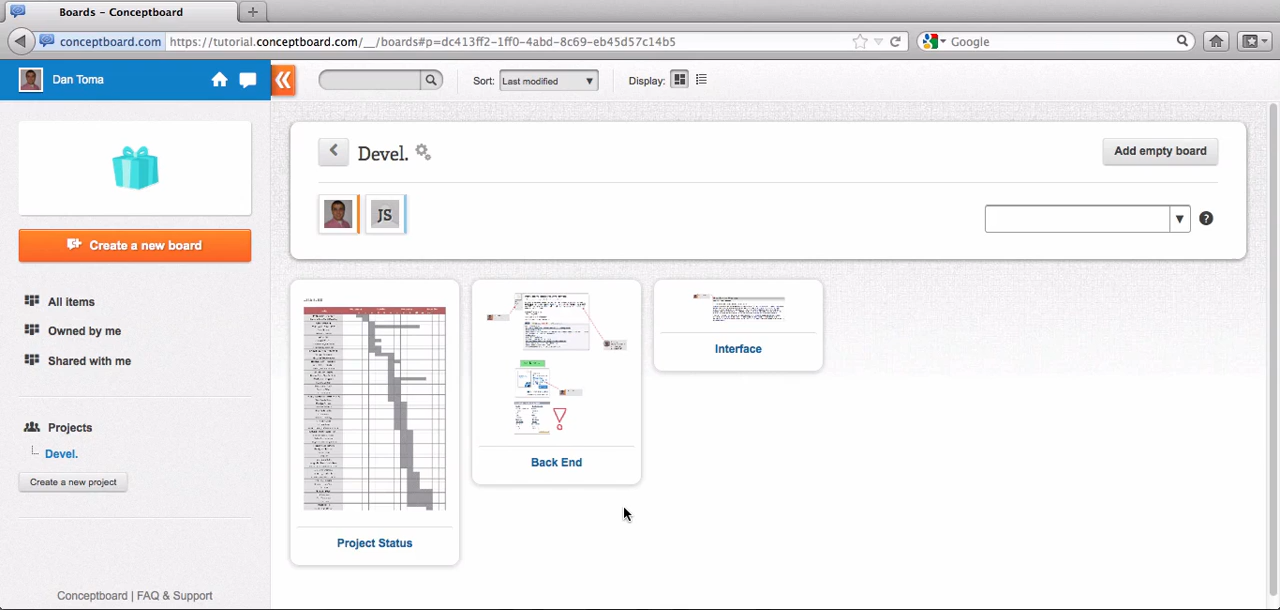 Boards – Conceptboard
conceptboard.com https://tutorial.conceptboard.com/__/boards#p=dc413ff2-1ff0-4abd-8c69-eb45d57c14b5
Google
Dan Toma
Sort: Last modified
Display:
Devel.
Add empty board
JS
?
Create a new board
All items
Owned by me
Shared with me
Projects
Devel.
Create a new project
Interface
Back End
Project Status
Conceptboard | FAQ & Support